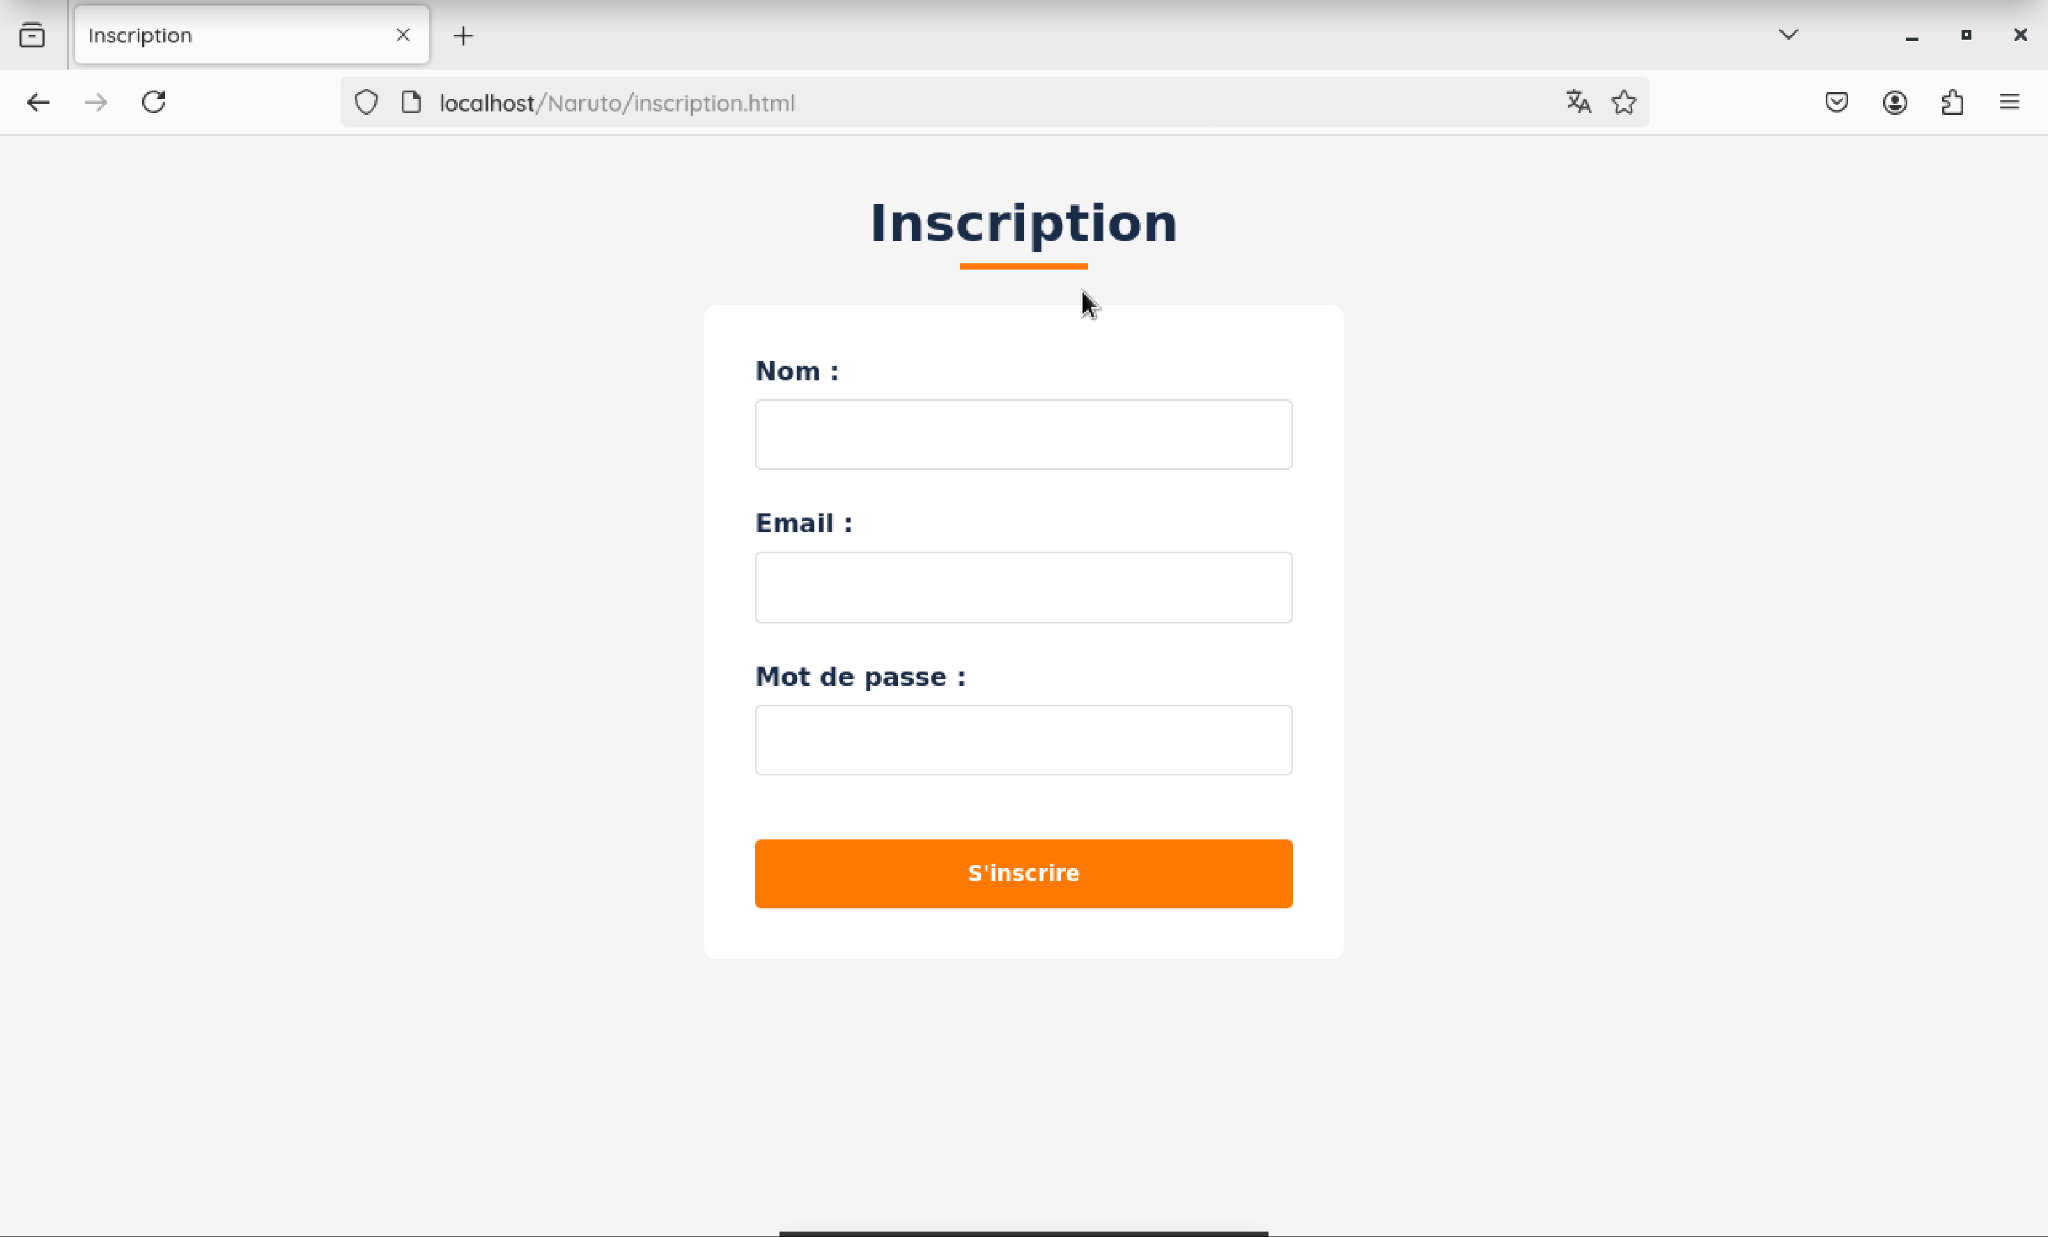 Inscription
localhost/Naruto/inscription.html
Inscription
Nom :
Email :
Mot de passe :
S'inscrire